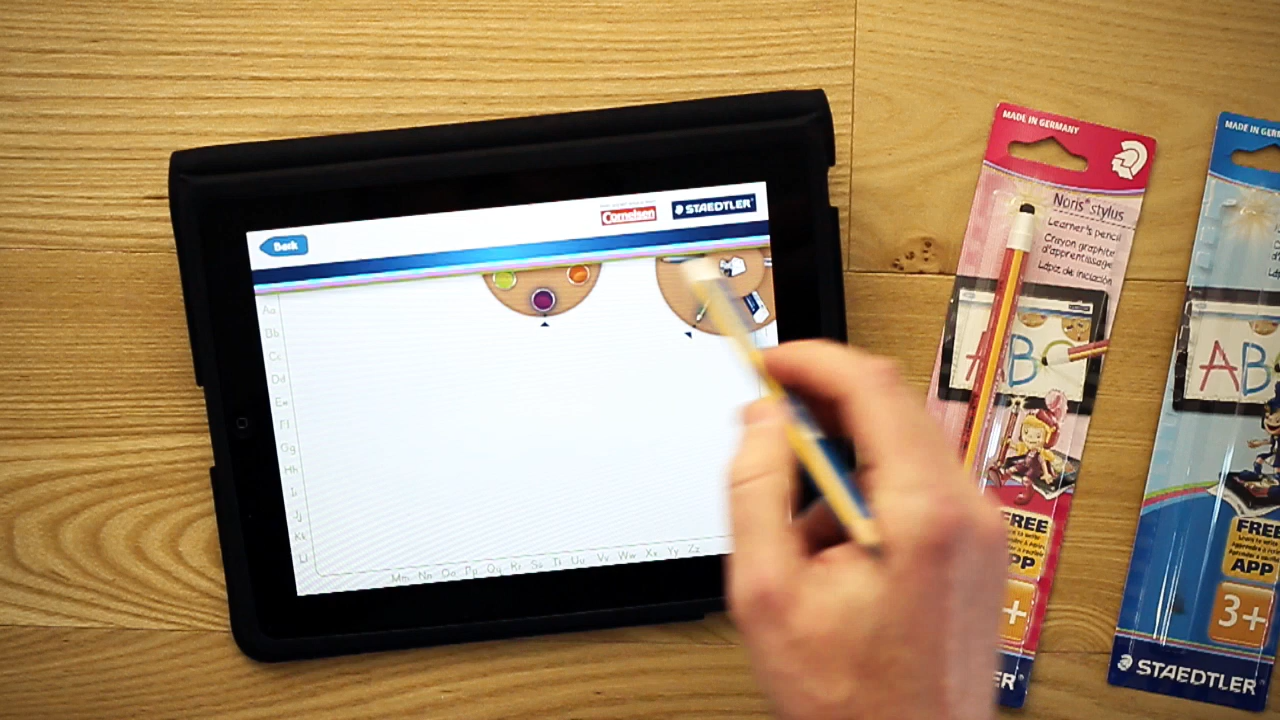 Back
Cornelsen
STAEDTLER
Aa
Bb
Cc
Dd
Ee
Ff
Gg
Hh
Ii
Jj
Kk
Ll
Mm Nn Oo Pp Qq Rr Ss Tt Uu Vv Ww Xx Yy Zz
MADE IN GERMANY
Noris stylus
Learner's pencil
Crayon graphite
d'apprentissage
Lápiz de iniciación
ABC
FREE
APP
+
MADE IN GER
AB
FREE
APP
3+
STAEDTLER